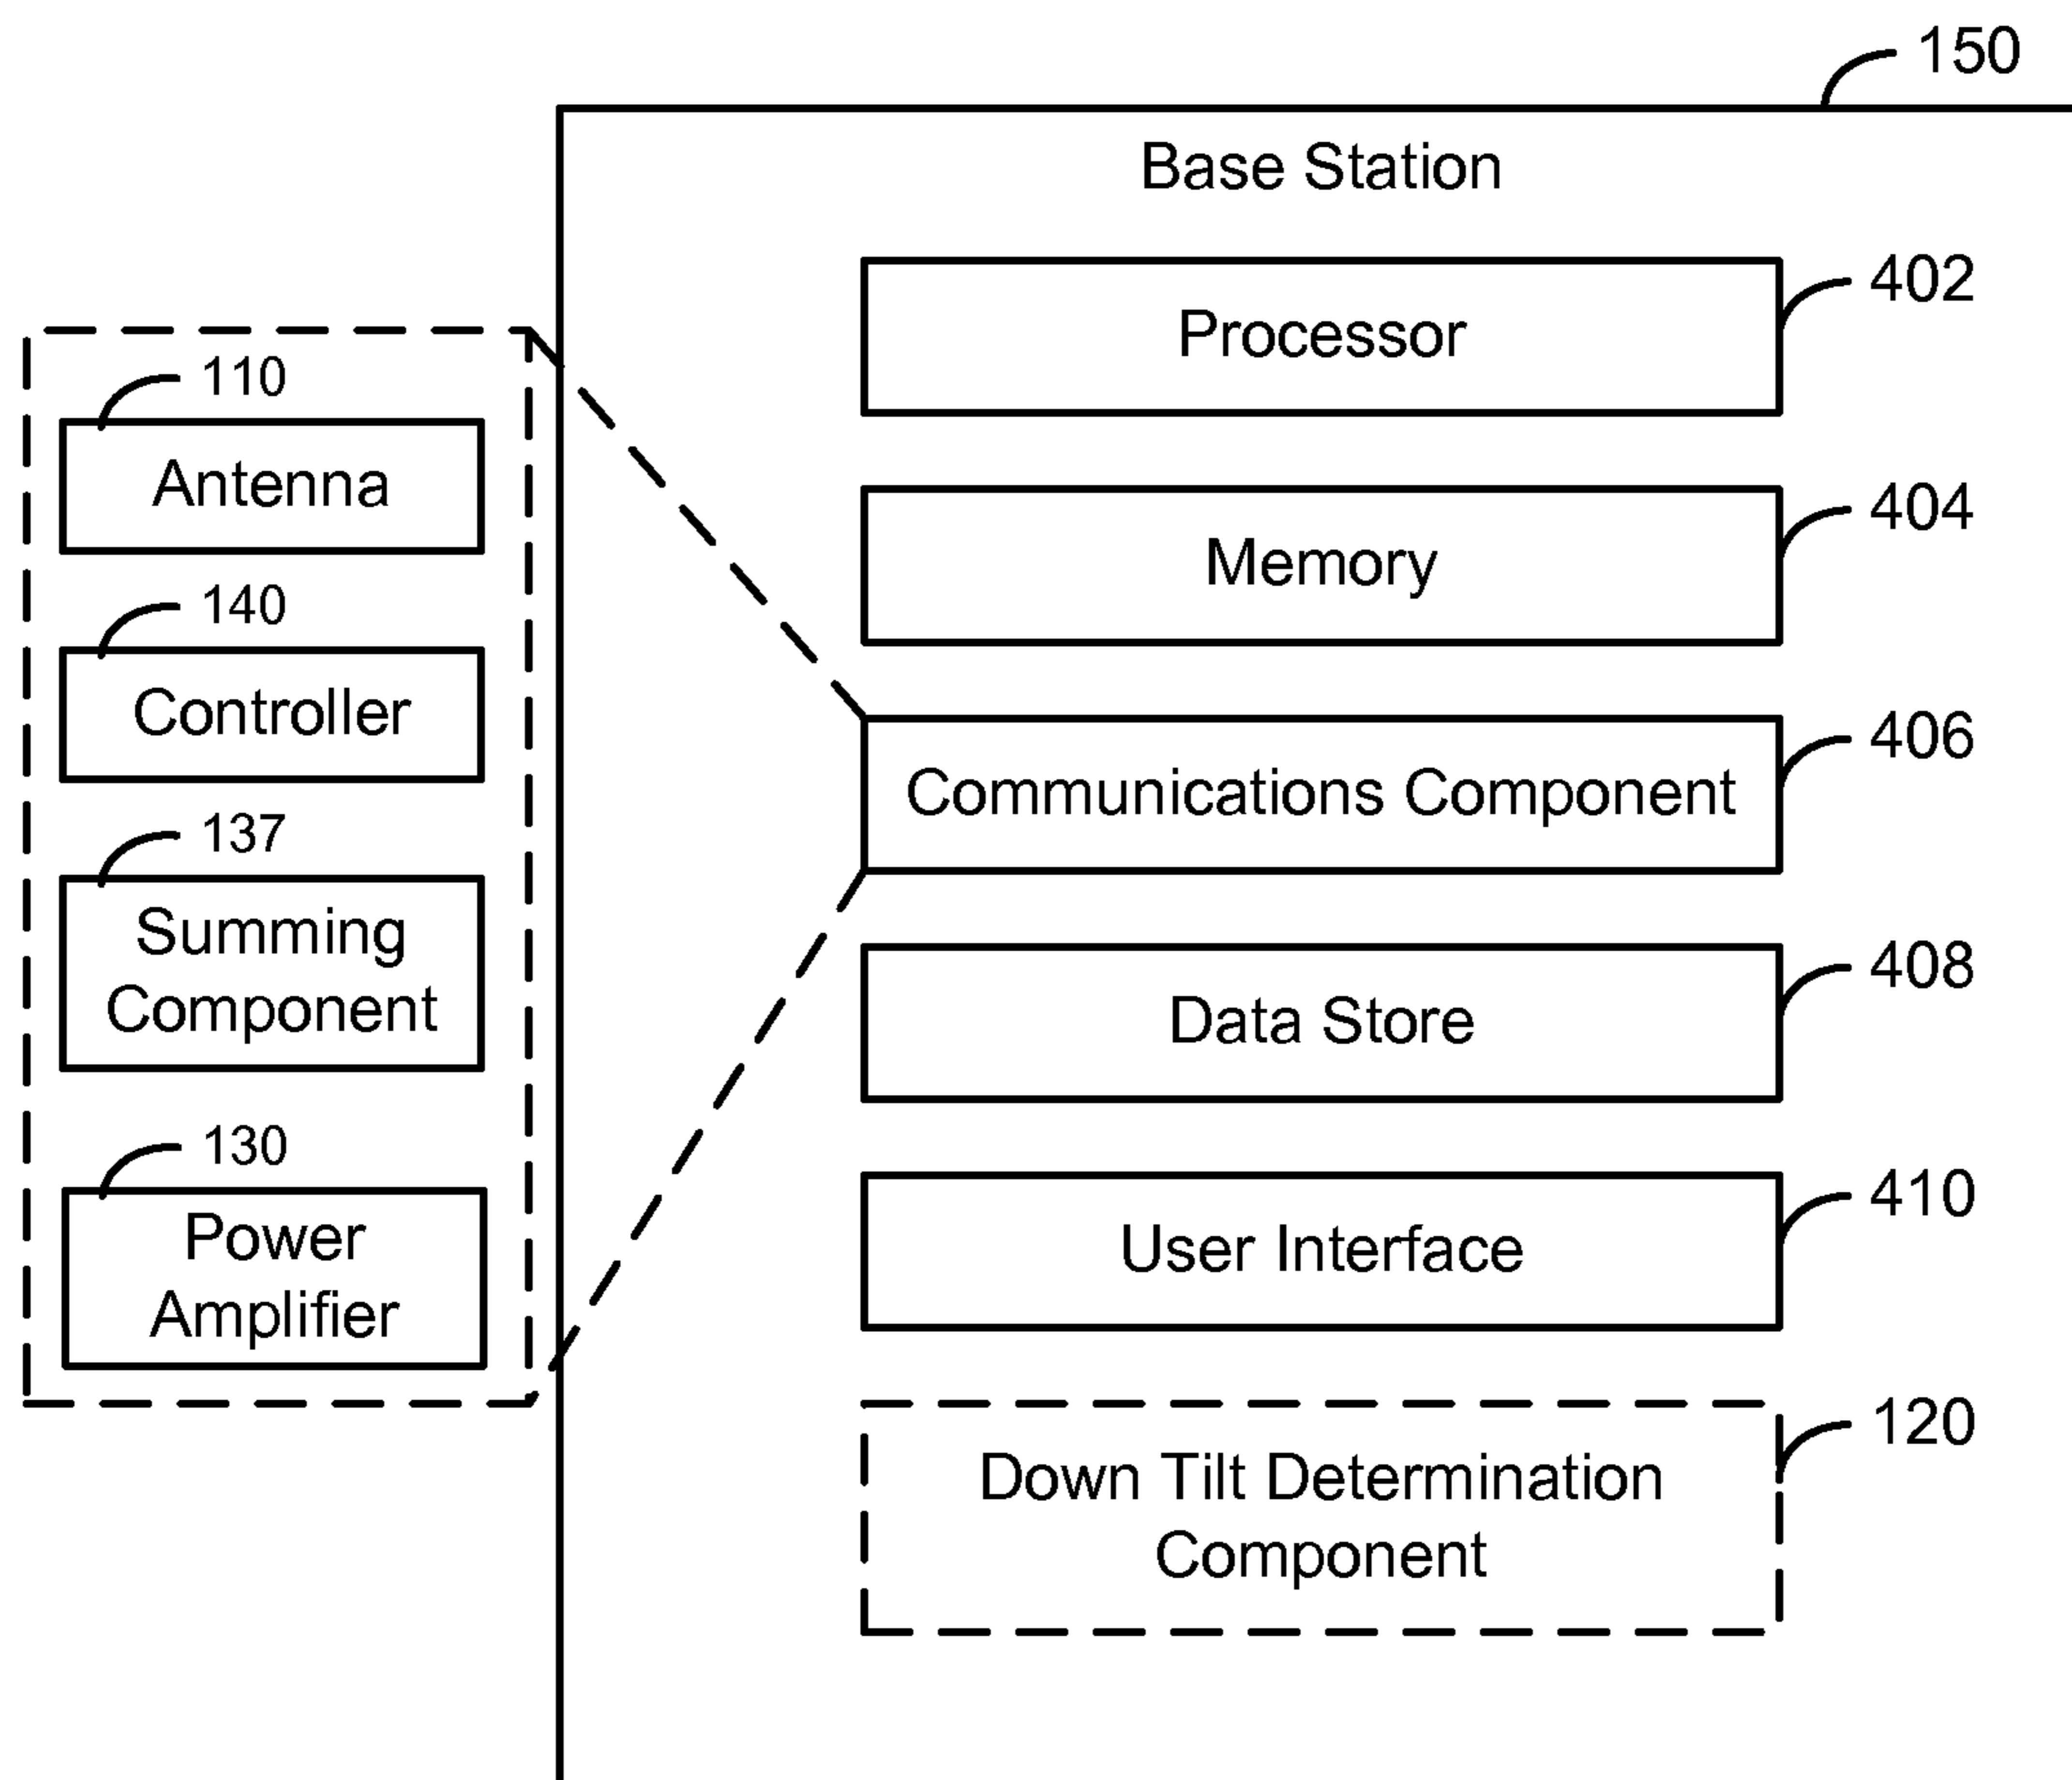 150
Base Station
402
Processor
110
Antenna
404
Memory
140
Controller
406
Communications Component
137
Summing
Component
408
Data Store
130
Power
Amplifier
410
User Interface
120
Down Tilt Determination
Component